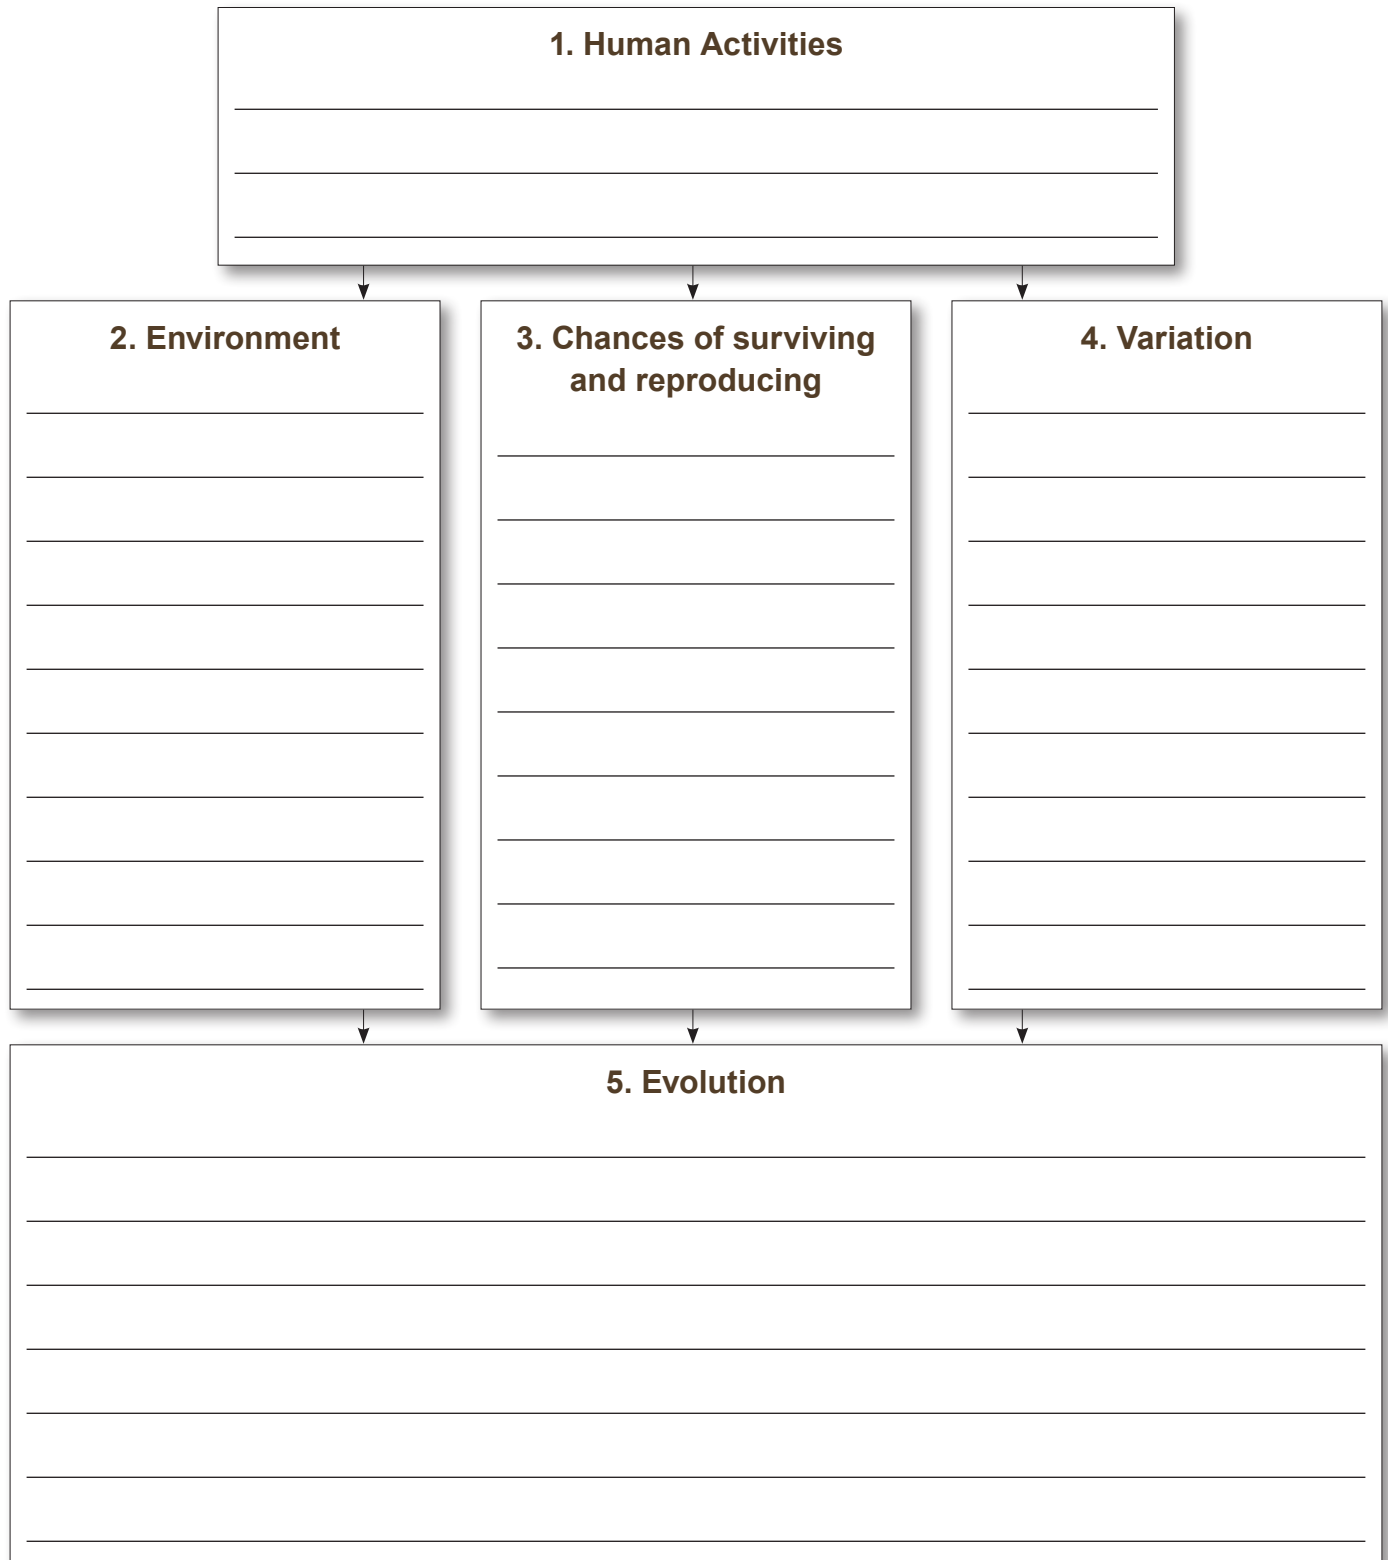 1. Human Activities
2. Environment
3. Chances of surviving
and reproducing
4. Variation
5. Evolution